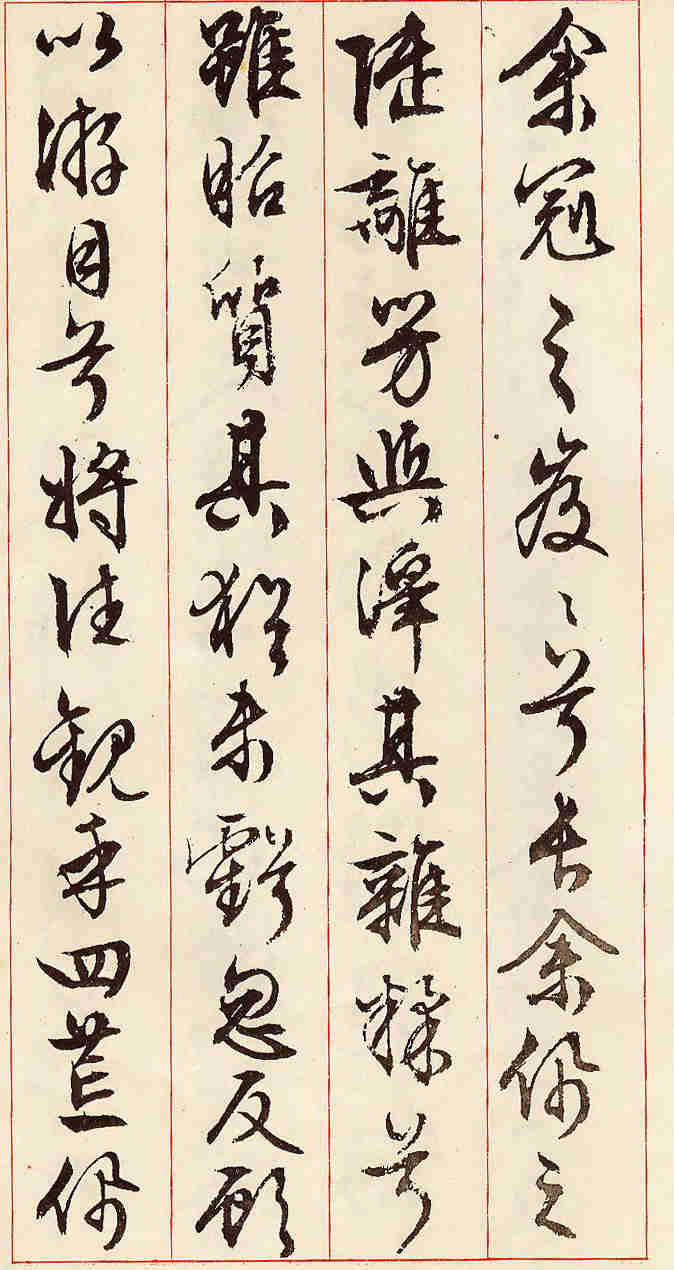 余冠之岌〻兮長余佩之
陸離芳與澤其雜糅兮
雖昭質其猶未虧忽反顧
以游目兮將往觀乎四荒佩